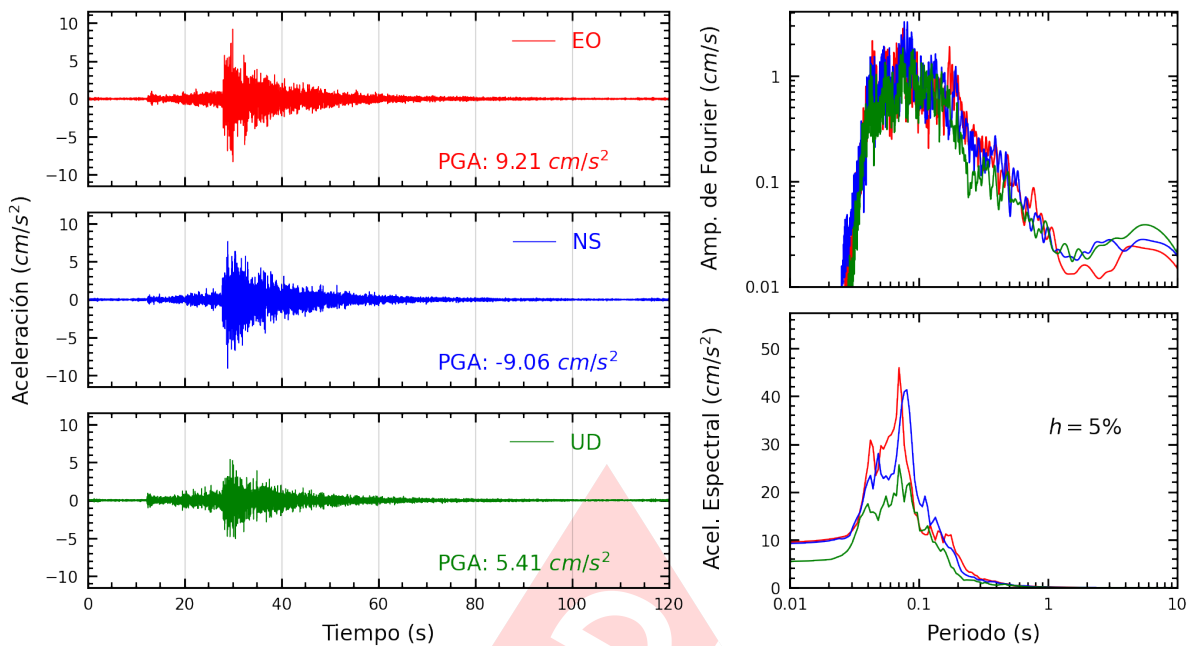 Aceleración (cm/s²)
10
5
0
−5
−10
EO
PGA: 9.21 cm/s²
10
5
0
−5
−10
NS
PGA: -9.06 cm/s²
10
5
0
−5
−10
UD
PGA: 5.41 cm/s²
0 20 40 60 80 100 120
Tiempo (s)
Amp. de Fourier (cm/s)
1
0.1
0.01
Acel. Espectral (cm/s²)
50
40
30
20
10
0
h = 5%
0.01 0.1 1 10
Periodo (s)